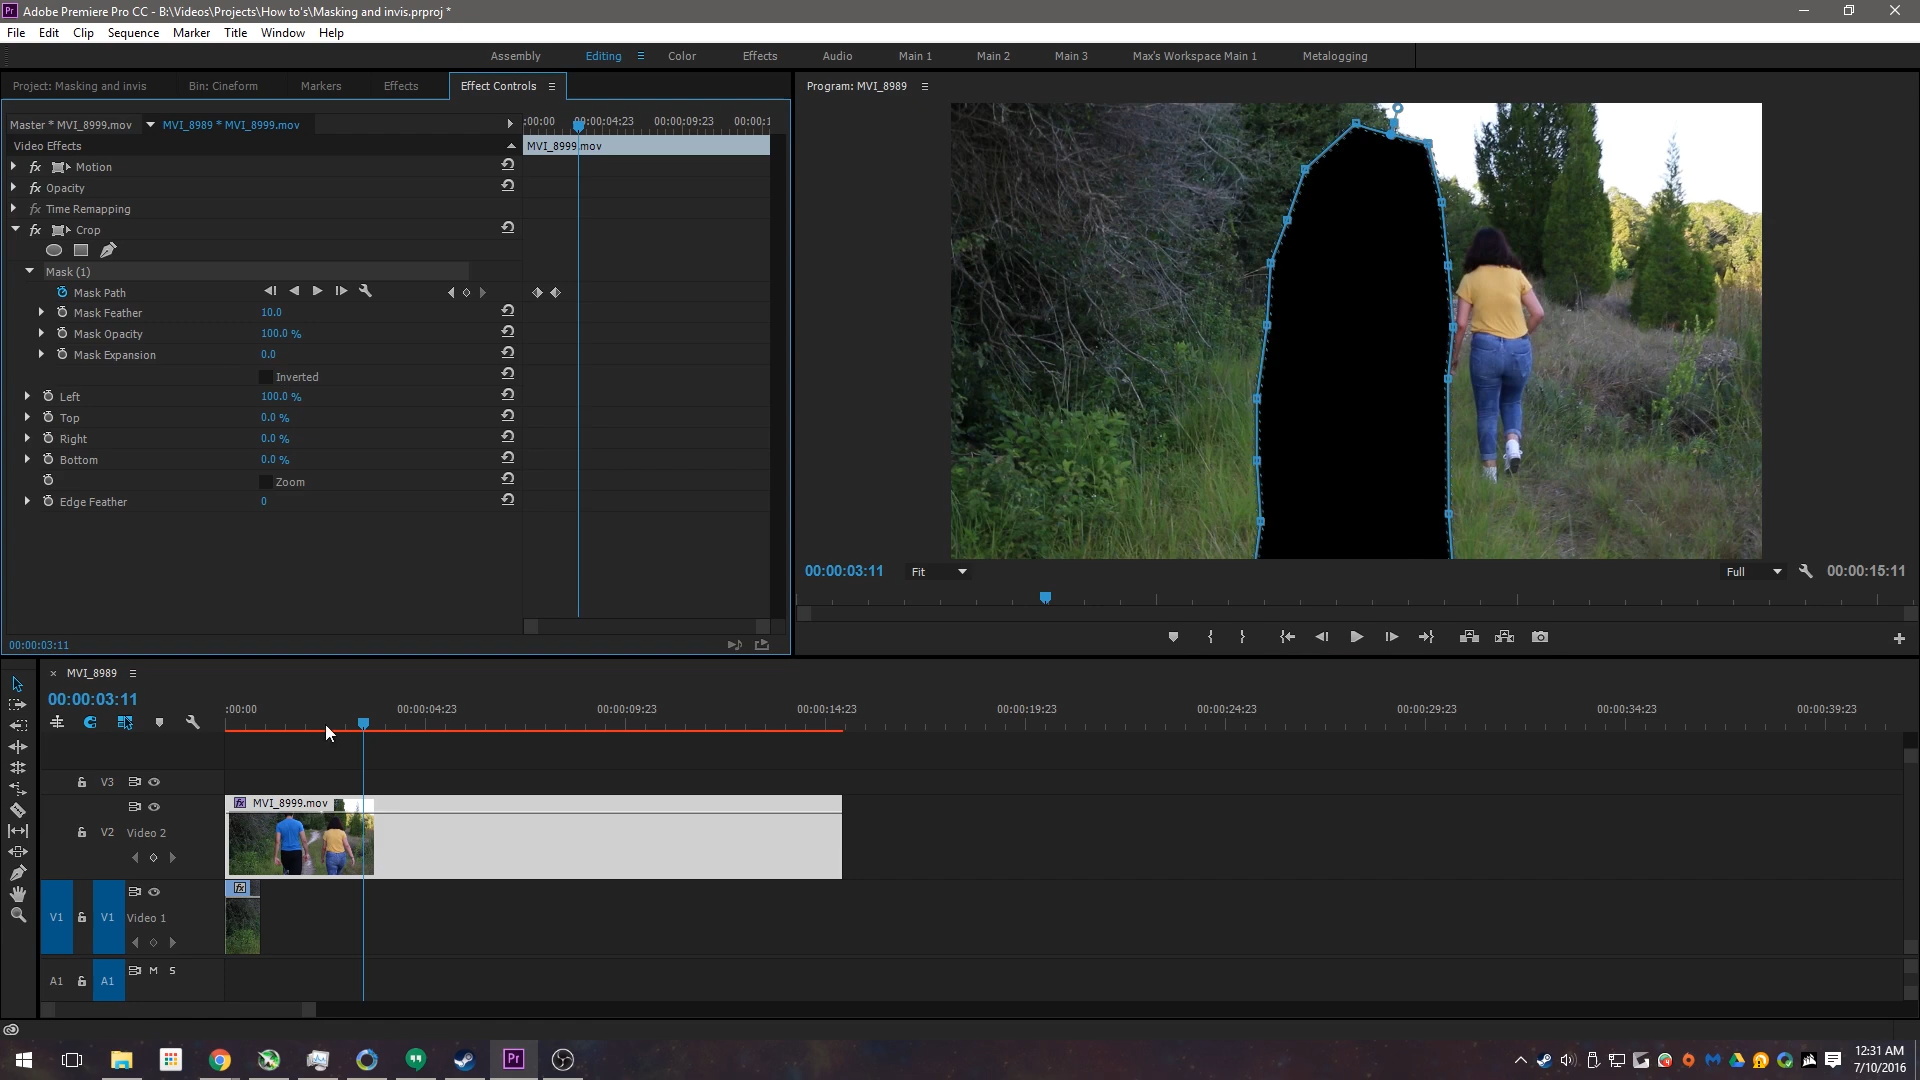 Pr Adobe Premiere Pro CC - B:\Videos\Projects\How to's\Masking and invis.prproj *
File Edit Clip Sequence Marker Title Window Help
Assembly Editing Color Effects Audio Main 1 Main 2 Main 3 Max's Workspace Main 1 Metalogging
Project: Masking and invis Bin: Cineform Markers Effects Effect Controls Program: MVI_8989
Master * MVI_8999.mov MVI_8989 * MVI_8999.mov :00:00 00:00:04:23 00:00:09:23 00:00:1
Video Effects MVI_8999.mov
fx Motion
fx Opacity
fx Time Remapping
fx Crop
Mask (1)
Mask Path
Mask Feather 10.0
Mask Opacity 100.0 %
Mask Expansion 0.0
Inverted
Left 100.0 %
Top 0.0 %
Right 0.0 %
Bottom 0.0 %
Zoom
Edge Feather 0
00:00:03:11 Fit Full 00:00:15:11
00:00:03:11
× MVI_8989
00:00:03:11
:00:00 00:00:04:23 00:00:09:23 00:00:14:23 00:00:19:23 00:00:24:23 00:00:29:23 00:00:34:23 00:00:39:23
V3
fx MVI_8999.mov
V2 Video 2
fx
V1 V1 Video 1
A1 A1 M S
Pr
12:31 AM
7/10/2016